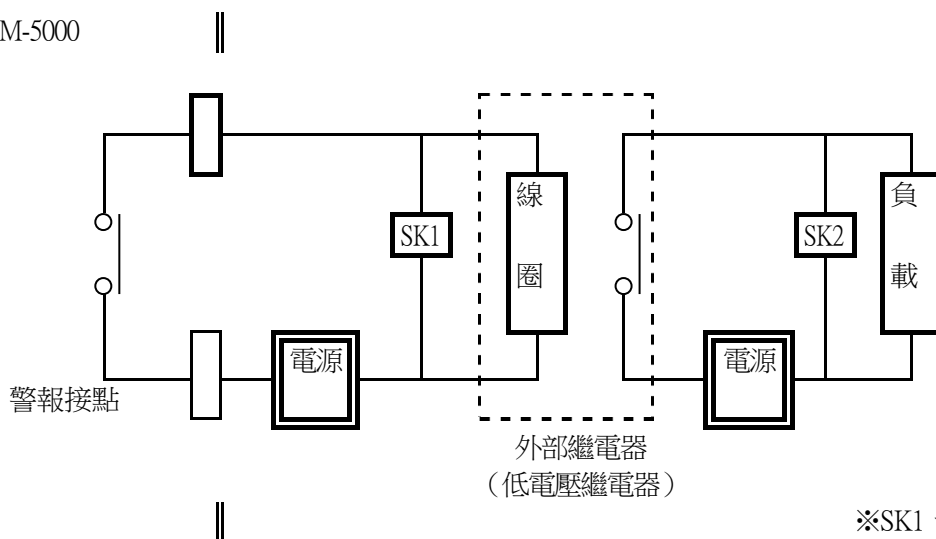 M-5000
線
圈
負
載
SK1
SK2
電源
電源
警報接點
外部繼電器
（低電壓繼電器）
※SK1